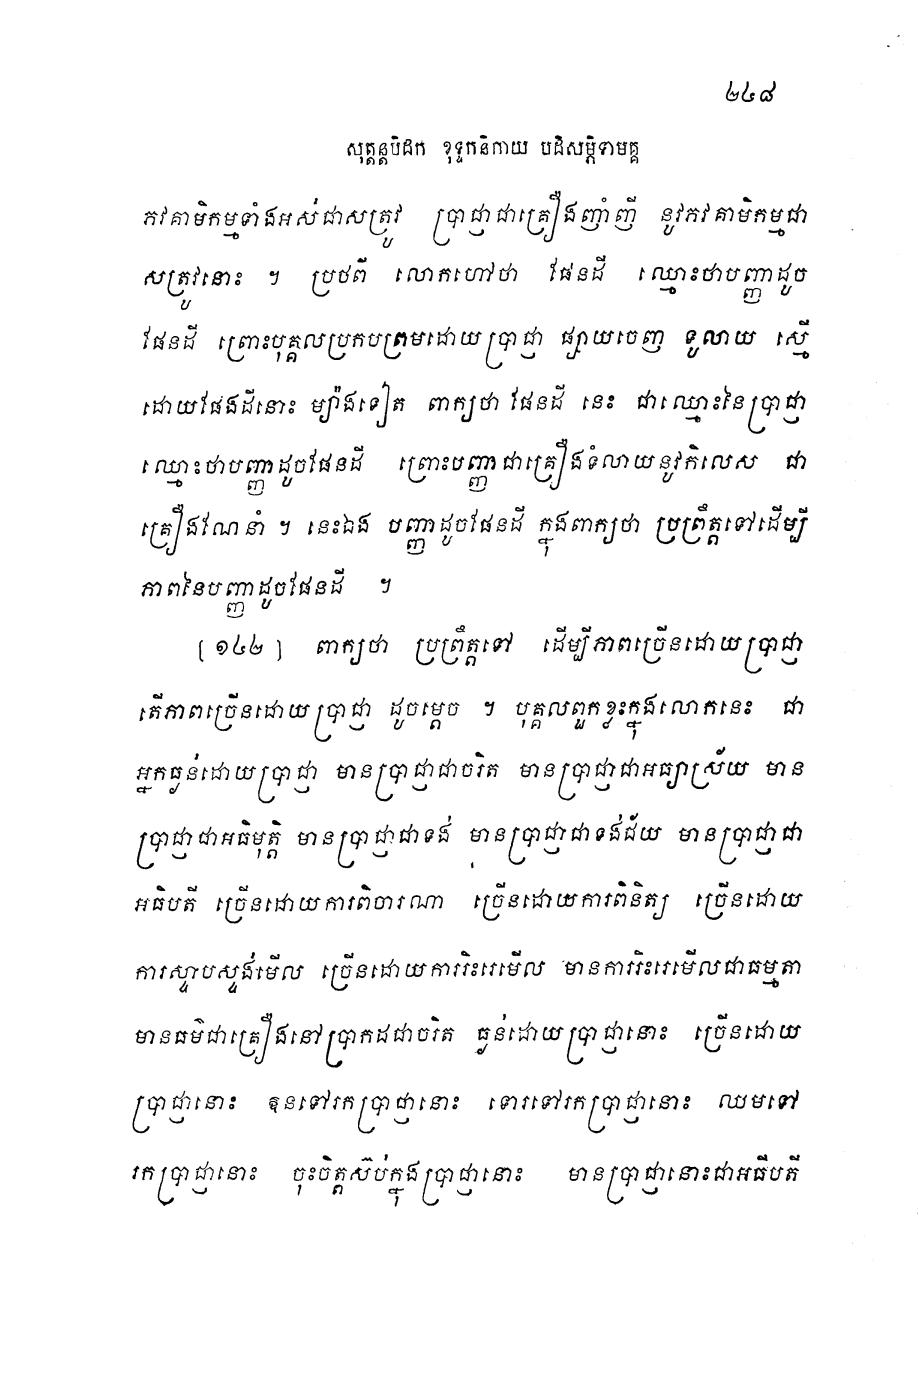 ២៤៨
សុត្តន្តបិដក ខុទ្ទកនិកាយ បដិសម្ភិទាមគ្គ
ភវគាមិកម្មទាំងអស់ជាសត្រូវ ប្រាជ្ញាជាគ្រឿងញាំញី នូវភវគាមិកម្មជា
សត្រូវនោះ ។ ប្រថពី លោកហៅថា ផែនដី ឈ្មោះថាបញ្ញាដូច
ផែនដី ព្រោះបុគ្គលប្រកបព្រមដោយប្រាជ្ញា ផ្សាយចេញ ទូលាយ ស្មើ
ដោយផែងដីនោះ ម្យ៉ាងទៀត ពាក្យថា ផែនដី នេះ ជាឈ្មោះនៃប្រាជ្ញា
ឈ្មោះថាបញ្ញាដូចផែនដី ព្រោះបញ្ញាជាគ្រឿងទំលាយនូវកិលេស ជា
គ្រឿងណែនាំ ។ នេះឯង បញ្ញាដូចផែនដី ក្នុងពាក្យថា ប្រព្រឹត្តទៅដើម្បី
ភាពនៃបញ្ញាដូចផែនដី ។
[ ១៤២ ] ពាក្យថា ប្រព្រឹត្តទៅ ដើម្បីភាពច្រើនដោយប្រាជ្ញា
តើភាពច្រើនដោយប្រាជ្ញា ដូចម្តេច ។ បុគ្គលពួកខ្លះក្នុងលោកនេះ ជា
អ្នកធ្ងន់ដោយប្រាជ្ញា មានប្រាជ្ញាជាចរិត មានប្រាជ្ញាជាអធ្យាស្រ័យ មាន
ប្រាជ្ញាជាអធិមុត្តិ មានប្រាជ្ញាជាទង់ មានប្រាជ្ញាជាទង់ជ័យ មានប្រាជ្ញាជា
អធិបតី ច្រើនដោយការពិចារណា ច្រើនដោយការពិនិត្យ ច្រើនដោយ
ការស្ទាបស្ទង់មើល ច្រើនដោយការរិះរេមើល មានការរិះរេមើលជាធម្មតា
មានធម៌ជាគ្រឿងនៅប្រាកដជាចរិត ធ្ងន់ដោយប្រាជ្ញានោះ ច្រើនដោយ
ប្រាជ្ញានោះ ឱនទៅរកប្រាជ្ញានោះ ទោរទៅរកប្រាជ្ញានោះ ឈមទៅ
រកប្រាជ្ញានោះ ចុះចិត្តស៊ប់ក្នុងប្រាជ្ញានោះ មានប្រាជ្ញានោះជាអធិបតី